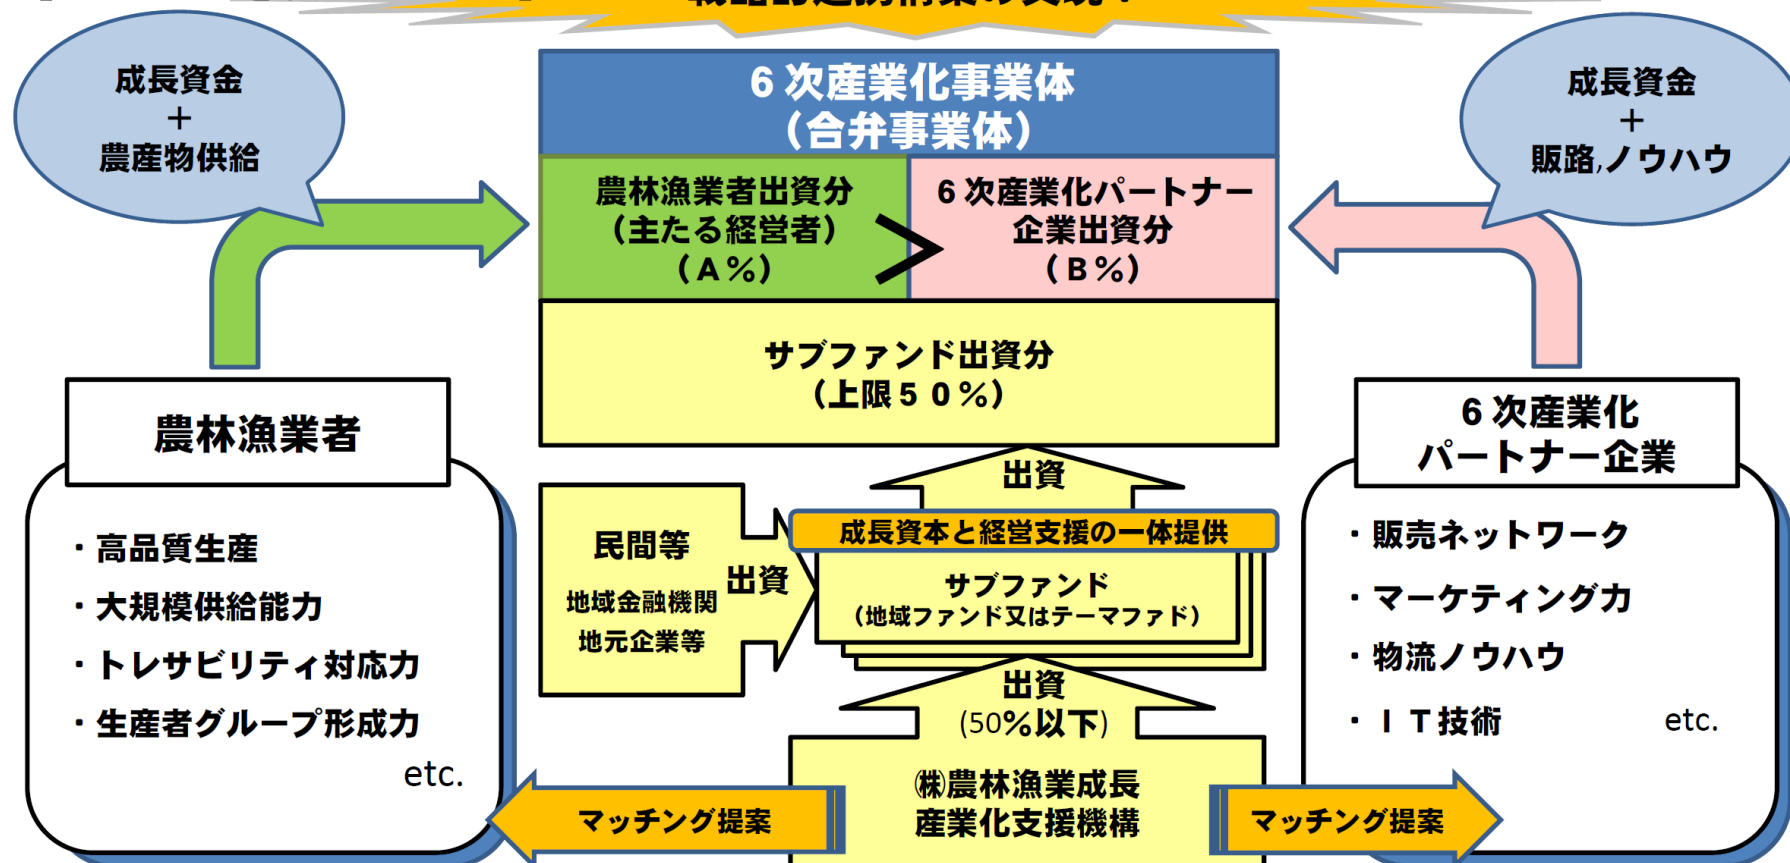 成長資金
＋
農産物供給
6次産業化事業体
（合弁事業体）
成長資金
＋
販路,ノウハウ
農林漁業者出資分
（主たる経営者）
（Ａ％）
＞
6次産業化パートナー
企業出資分
（Ｂ％）
サブファンド出資分
（上限５０％）
農林漁業者
・高品質生産
・大規模供給能力
・トレサビリティ対応力
・生産者グループ形成力
etc.
出資
成長資本と経営支援の一体提供
民間等
地域金融機関
地元企業等
出資
サブファンド
（地域ファンド又はテーマファド）
出資
(50%以下)
㈱農林漁業成長
産業化支援機構
マッチング提案
マッチング提案
6次産業化
パートナー企業
・販売ネットワーク
・マーケティング力
・物流ノウハウ
・ＩＴ技術
etc.